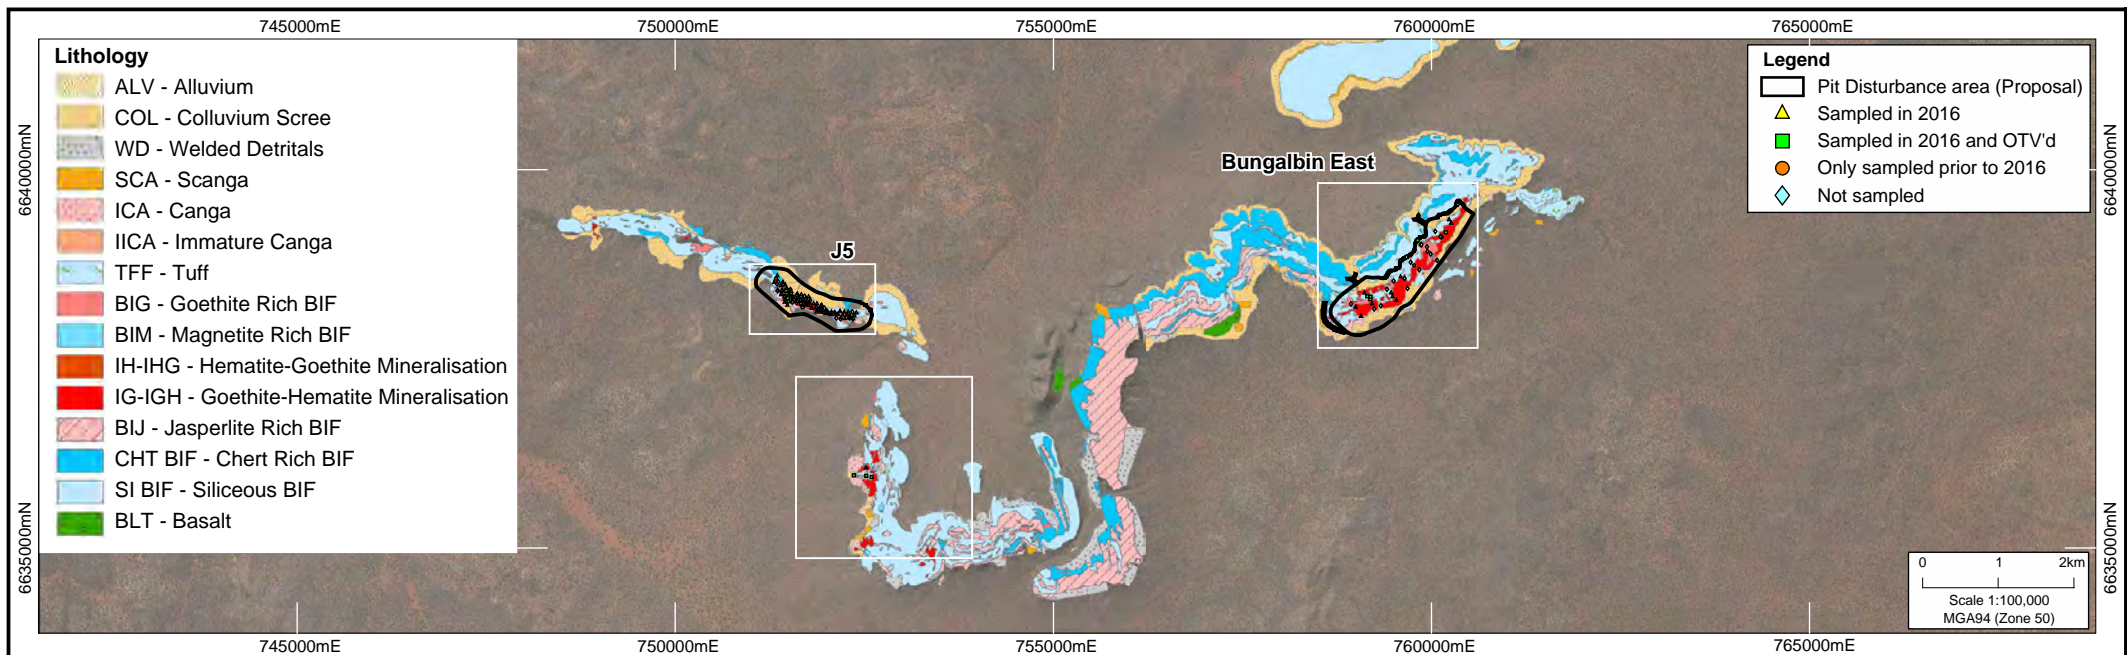 745000mE
750000mE
755000mE
760000mE
765000mE
Lithology
ALV - Alluvium
COL - Colluvium Scree
WD - Welded Detritals
SCA - Scanga
ICA - Canga
IICA - Immature Canga
TFF - Tuff
BIG - Goethite Rich BIF
BIM - Magnetite Rich BIF
IH-IHG - Hematite-Goethite Mineralisation
IG-IGH - Goethite-Hematite Mineralisation
BIJ - Jasperlite Rich BIF
CHT BIF - Chert Rich BIF
SI BIF - Siliceous BIF
BLT - Basalt
6640000mN
6635000mN
J5
Bungalbin East
Legend
Pit Disturbance area (Proposal)
Sampled in 2016
Sampled in 2016 and OTV'd
Only sampled prior to 2016
Not sampled
6640000mN
6635000mN
0 1 2km
Scale 1:100,000
MGA94 (Zone 50)
745000mE
750000mE
755000mE
760000mE
765000mE